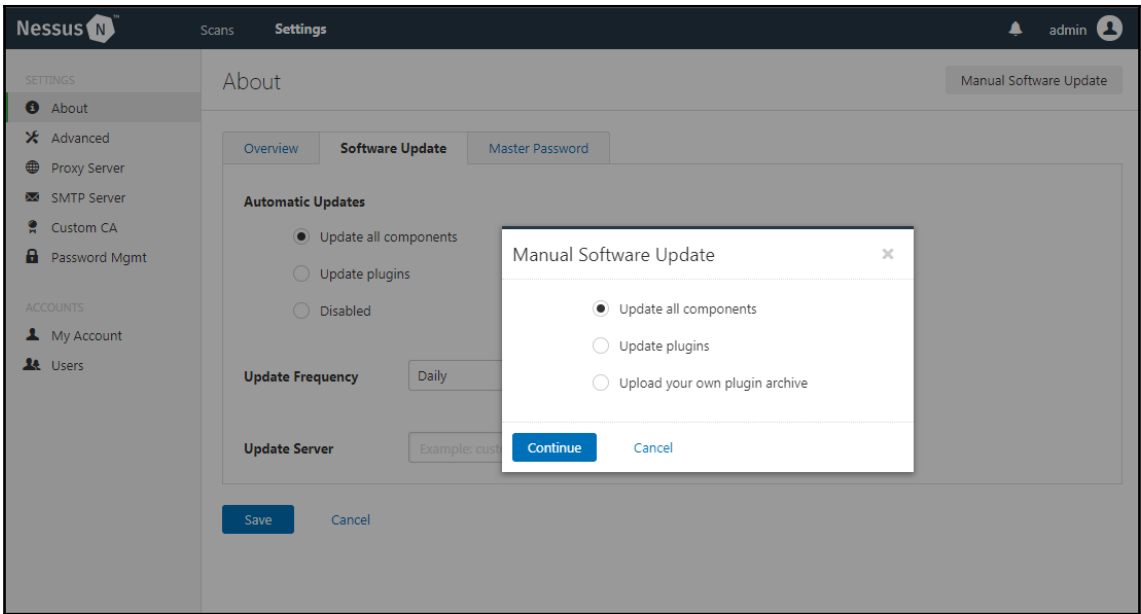 Nessus N ™
Scans
Settings
admin
SETTINGS
About
Advanced
Proxy Server
SMTP Server
Custom CA
Password Mgmt
ACCOUNTS
My Account
Users
About
Manual Software Update
Overview
Software Update
Master Password
Automatic Updates
Update all components
Update plugins
Disabled
Update Frequency
Daily
Update Server
Example: cust
Save
Cancel
Manual Software Update
×
Update all components
Update plugins
Upload your own plugin archive
Continue
Cancel